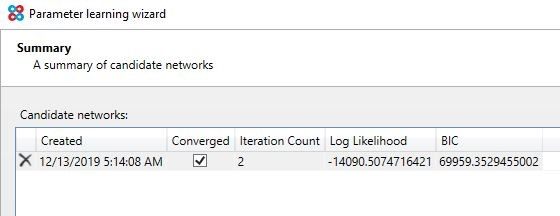 Parameter learning wizard
Summary
A summary of candidate networks
Candidate networks:
Created Converged Iteration Count Log Likelihood BIC
12/13/2019 5:14:08 AM 2 -14090.5074716421 69959.3529455002